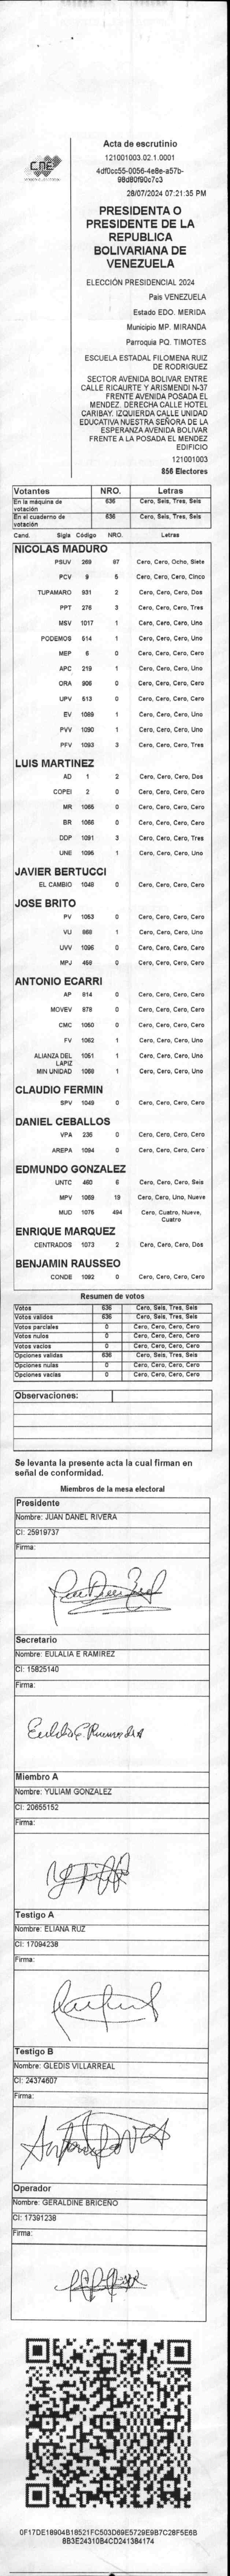 CNE
Acta de escrutinio
121001003.02.1.0001
4df0cc55-0056-4e8e-a57b-
98d80f90c7c3
28/07/2024 07:21:35 PM
PRESIDENTA O
PRESIDENTE DE LA
REPUBLICA
BOLIVARIANA DE
VENEZUELA
ELECCIÓN PRESIDENCIAL 2024
Pais VENEZUELA
Estado EDO. MERIDA
Municipio MP. MIRANDA
Parroquia PQ. TIMOTES
ESCUELA ESTADAL FILOMENA RUIZ
DE RODRIGUEZ
SECTOR AVENIDA BOLIVAR ENTRE
CALLE RICAURTE Y ARISMENDI N-37
FRENTE AVENIDA POSADA EL
MENDEZ. DERECHA CALLE HOTEL
CARIBAY. IZQUIERDA CALLE UNIDAD
EDUCATIVA NUESTRA SEÑORA DE LA
ESPERANZA AVENIDA BOLIVAR
FRENTE A LA POSADA EL MENDEZ
EDIFICIO
121001003
856 Electores
Votantes NRO. Letras
En la máquina de votación 636 Cero, Seis, Tres, Seis
En el cuaderno de votación 636 Cero, Seis, Tres, Seis
Cand. Sigla Código NRO. Letras
NICOLAS MADURO
PSUV 269 87 Cero, Cero, Ocho, Siete
PCV 9 5 Cero, Cero, Cero, Cinco
TUPAMARO 931 2 Cero, Cero, Cero, Dos
PPT 276 3 Cero, Cero, Cero, Tres
MSV 1017 1 Cero, Cero, Cero, Uno
PODEMOS 514 1 Cero, Cero, Cero, Uno
MEP 6 0 Cero, Cero, Cero, Cero
APC 219 1 Cero, Cero, Cero, Uno
ORA 906 0 Cero, Cero, Cero, Cero
UPV 513 0 Cero, Cero, Cero, Cero
EV 1089 1 Cero, Cero, Cero, Uno
PVV 1090 1 Cero, Cero, Cero, Uno
PFV 1093 3 Cero, Cero, Cero, Tres
LUIS MARTINEZ
AD 1 2 Cero, Cero, Cero, Dos
COPEI 2 0 Cero, Cero, Cero, Cero
MR 1065 0 Cero, Cero, Cero, Cero
BR 1066 0 Cero, Cero, Cero, Cero
DDP 1091 3 Cero, Cero, Cero, Tres
UNE 1095 1 Cero, Cero, Cero, Uno
JAVIER BERTUCCI
EL CAMBIO 1048 0 Cero, Cero, Cero, Cero
JOSE BRITO
PV 1053 0 Cero, Cero, Cero, Cero
VU 868 1 Cero, Cero, Cero, Uno
UVV 1096 0 Cero, Cero, Cero, Cero
MPJ 458 0 Cero, Cero, Cero, Cero
ANTONIO ECARRI
AP 814 0 Cero, Cero, Cero, Cero
MOVEV 878 0 Cero, Cero, Cero, Cero
CMC 1050 0 Cero, Cero, Cero, Cero
FV 1062 1 Cero, Cero, Cero, Uno
ALIANZA DEL LAPIZ 1051 1 Cero, Cero, Cero, Uno
MIN UNIDAD 1088 1 Cero, Cero, Cero, Uno
CLAUDIO FERMIN
SPV 1049 0 Cero, Cero, Cero, Cero
DANIEL CEBALLOS
VPA 236 0 Cero, Cero, Cero, Cero
AREPA 1094 0 Cero, Cero, Cero, Cero
EDMUNDO GONZALEZ
UNTC 460 6 Cero, Cero, Cero, Seis
MPV 1069 19 Cero, Cero, Uno, Nueve
MUD 1076 494 Cero, Cuatro, Nueve,
Cuatro
ENRIQUE MARQUEZ
CENTRADOS 1073 2 Cero, Cero, Cero, Dos
BENJAMIN RAUSSEO
CONDE 1092 0 Cero, Cero, Cero, Cero
Resumen de votos
Votos 636 Cero, Seis, Tres, Seis
Votos validos 636 Cero, Seis, Tres, Seis
Votos parciales 0 Cero, Cero, Cero, Cero
Votos nulos 0 Cero, Cero, Cero, Cero
Votos vacios 0 Cero, Cero, Cero, Cero
Opciones validas 636 Cero, Seis, Tres, Seis
Opciones nulas 0 Cero, Cero, Cero, Cero
Opciones vacias 0 Cero, Cero, Cero, Cero
Observaciones:
Se levanta la presente acta la cual firman en
señal de conformidad.
Miembros de la mesa electoral
Presidente
Nombre: JUAN DANEL RIVERA
CI: 25919737
Firma:
Secretario
Nombre: EULALIA E RAMIREZ
CI: 15825140
Firma:
Miembro A
Nombre: YULIAM GONZALEZ
CI: 20655152
Firma:
Testigo A
Nombre: ELIANA RUZ
CI: 17094238
Firma:
Testigo B
Nombre: GLEDIS VILLARREAL
CI: 24374607
Firma:
Operador
Nombre: GERALDINE BRICEÑO
CI: 17391238
Firma:
0F17DE18904B18521FC503D69E5729E9B7C28F5E6B
8B3E24310B4CD241384174